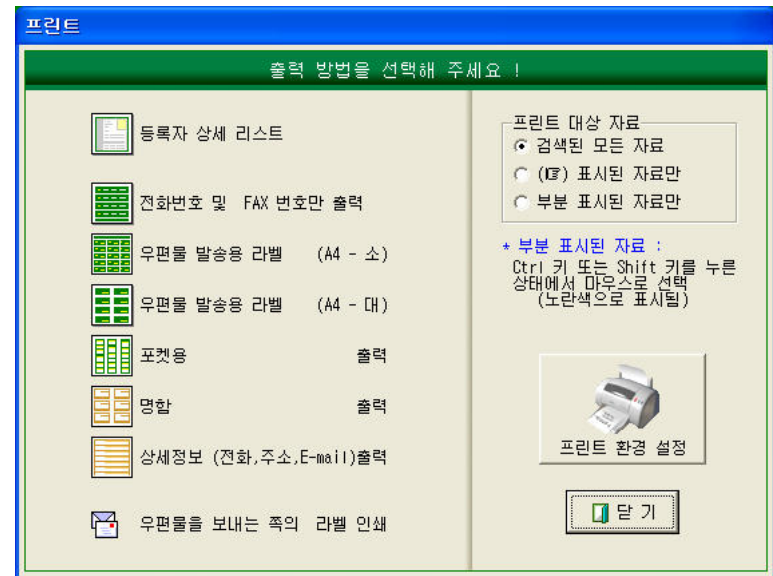 프린트
출력 방법을 선택해 주세요 !
등록자 상세 리스트
전화번호 및 FAX 번호만 출력
우편물 발송용 라벨 (A4 - 소)
우편물 발송용 라벨 (A4 - 대)
포켓용 출력
명함 출력
상세정보 (전화,주소,E-mail)출력
우편물을 보내는 쪽의 라벨 인쇄
프린트 대상 자료
검색된 모든 자료
(☞) 표시된 자료만
부분 표시된 자료만
* 부분 표시된 자료 :
Ctrl 키 또는 Shift 키를 누른
상태에서 마우스로 선택
(노란색으로 표시됨)
프린트 환경 설정
닫 기